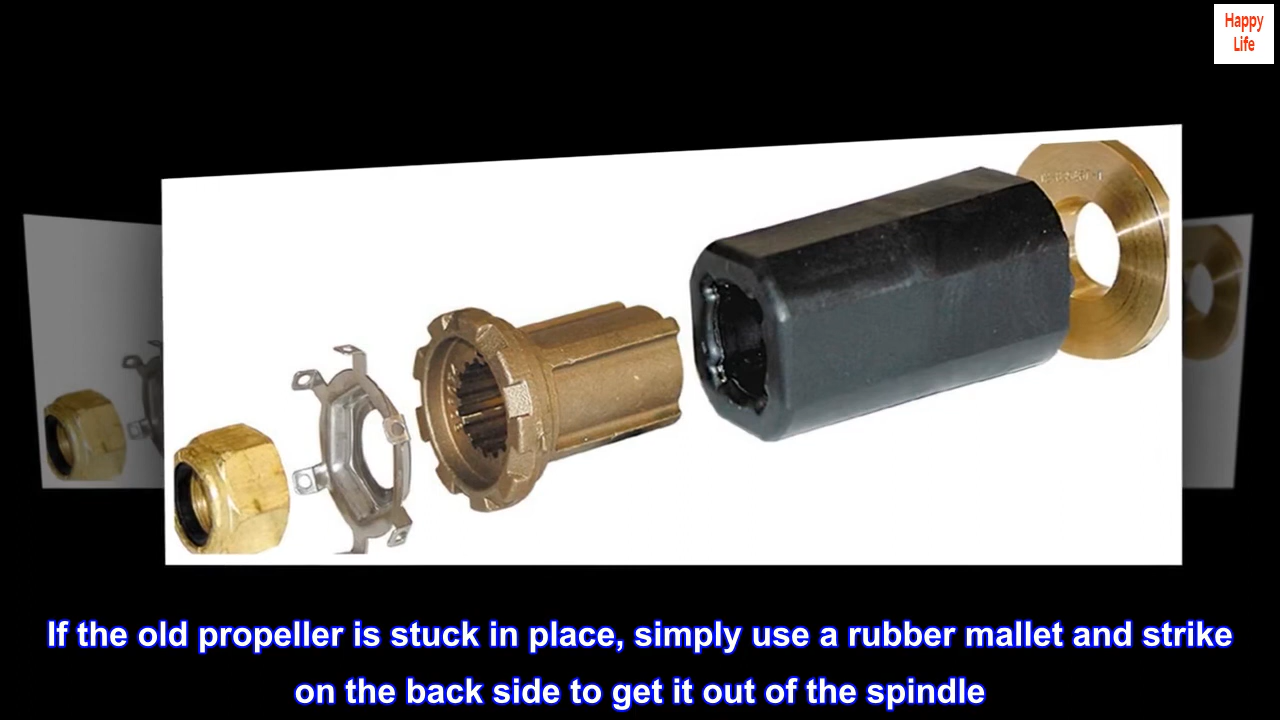 Happy
Life
If the old propeller is stuck in place, simply use a rubber mallet and strike
on the back side to get it out of the spindle